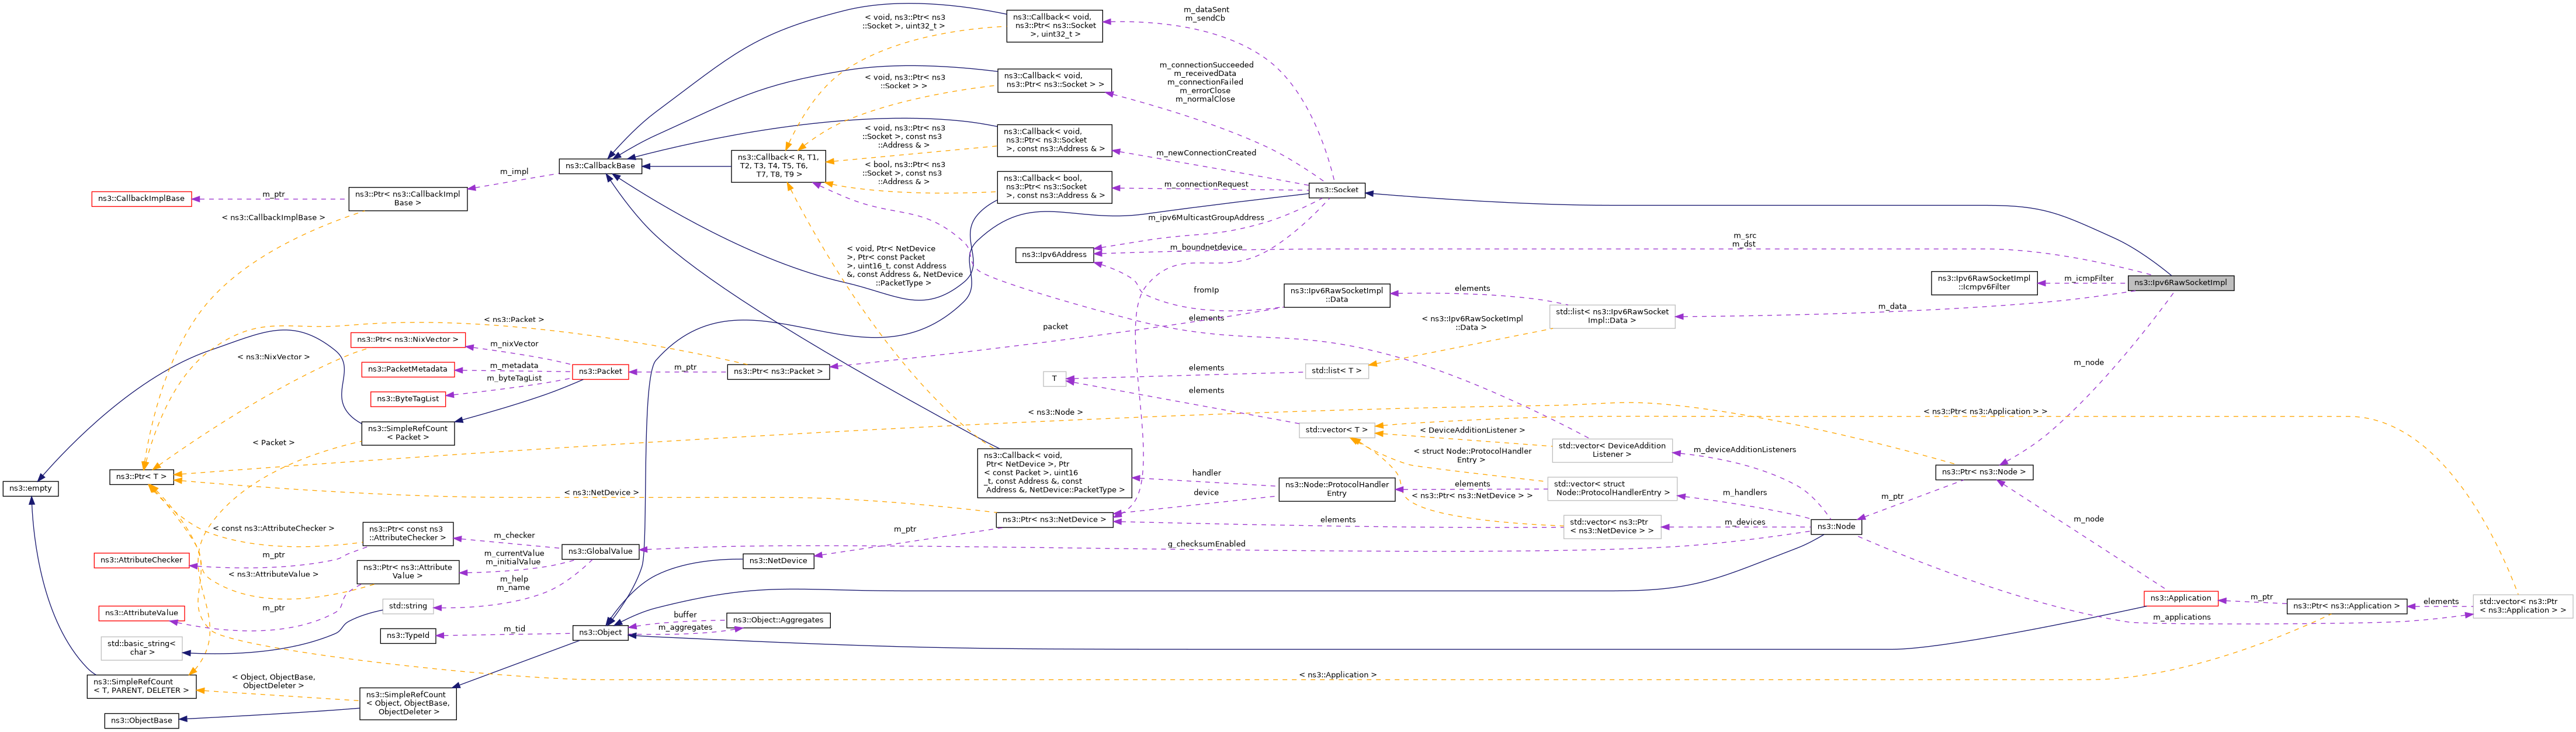 ns3::Callback< void,
ns3::Ptr< ns3::Socket
>, uint32_t >
< void, ns3::Ptr< ns3
::Socket >, uint32_t >
m_dataSent
m_sendCb
ns3::Callback< void,
ns3::Ptr< ns3::Socket > >
< void, ns3::Ptr< ns3
::Socket > >
m_connectionSucceeded
m_receivedData
m_connectionFailed
m_errorClose
m_normalClose
ns3::Callback< void,
ns3::Ptr< ns3::Socket
>, const ns3::Address & >
< void, ns3::Ptr< ns3
::Socket >, const ns3
::Address & >
m_newConnectionCreated
ns3::CallbackBase
ns3::Callback< R, T1,
T2, T3, T4, T5, T6,
T7, T8, T9 >
< bool, ns3::Ptr< ns3
::Socket >, const ns3
::Address & >
ns3::Callback< bool,
ns3::Ptr< ns3::Socket
>, const ns3::Address & >
m_connectionRequest
ns3::Socket
m_impl
ns3::CallbackImplBase
m_ptr
ns3::Ptr< ns3::CallbackImpl
Base >
< ns3::CallbackImplBase >
m_ipv6MulticastGroupAddress
m_boundnetdevice
ns3::Ipv6Address
m_src
m_dst
< void, Ptr< NetDevice
>, Ptr< const Packet
>, uint16_t, const Address
&, const Address &, NetDevice
::PacketType >
ns3::Ipv6RawSocketImpl
::Icmpv6Filter
m_icmpFilter
ns3::Ipv6RawSocketImpl
fromIp
ns3::Ipv6RawSocketImpl
::Data
elements
std::list< ns3::Ipv6RawSocket
Impl::Data >
m_data
< ns3::Packet >
packet
elements
< ns3::Ipv6RawSocketImpl
::Data >
ns3::Ptr< ns3::NixVector >
m_nixVector
< ns3::NixVector >
ns3::PacketMetadata
m_metadata
ns3::Packet
m_ptr
ns3::Ptr< ns3::Packet >
m_byteTagList
ns3::ByteTagList
T
elements
std::list< T >
elements
m_node
< ns3::Node >
< ns3::Ptr< ns3::Application > >
ns3::SimpleRefCount
< Packet >
< Packet >
std::vector< T >
< DeviceAdditionListener >
std::vector< DeviceAddition
Listener >
m_deviceAdditionListeners
ns3::Callback< void,
Ptr< NetDevice >, Ptr
< const Packet >, uint16
_t, const Address &, const
Address &, NetDevice::PacketType >
< struct Node::ProtocolHandler
Entry >
ns3::Ptr< T >
ns3::Ptr< ns3::Node >
handler
ns3::Node::ProtocolHandler
Entry
elements
std::vector< struct
Node::ProtocolHandlerEntry >
m_handlers
m_ptr
ns3::empty
< ns3::NetDevice >
device
< ns3::Ptr< ns3::NetDevice > >
ns3::Ptr< ns3::NetDevice >
elements
std::vector< ns3::Ptr
< ns3::NetDevice > >
m_devices
ns3::Node
m_node
< const ns3::AttributeChecker >
ns3::Ptr< const ns3
::AttributeChecker >
m_checker
m_ptr
g_checksumEnabled
ns3::AttributeChecker
m_ptr
ns3::GlobalValue
m_currentValue
m_initialValue
ns3::NetDevice
ns3::Ptr< ns3::Attribute
Value >
< ns3::AttributeValue >
m_help
m_name
m_ptr
std::string
ns3::AttributeValue
ns3::Application
m_ptr
ns3::Ptr< ns3::Application >
elements
std::vector< ns3::Ptr
< ns3::Application > >
buffer
m_aggregates
ns3::Object::Aggregates
m_applications
ns3::TypeId
m_tid
ns3::Object
std::basic_string<
char >
ns3::SimpleRefCount
< T, PARENT, DELETER >
< Object, ObjectBase,
ObjectDeleter >
< ns3::Application >
ns3::SimpleRefCount
< Object, ObjectBase,
ObjectDeleter >
ns3::ObjectBase